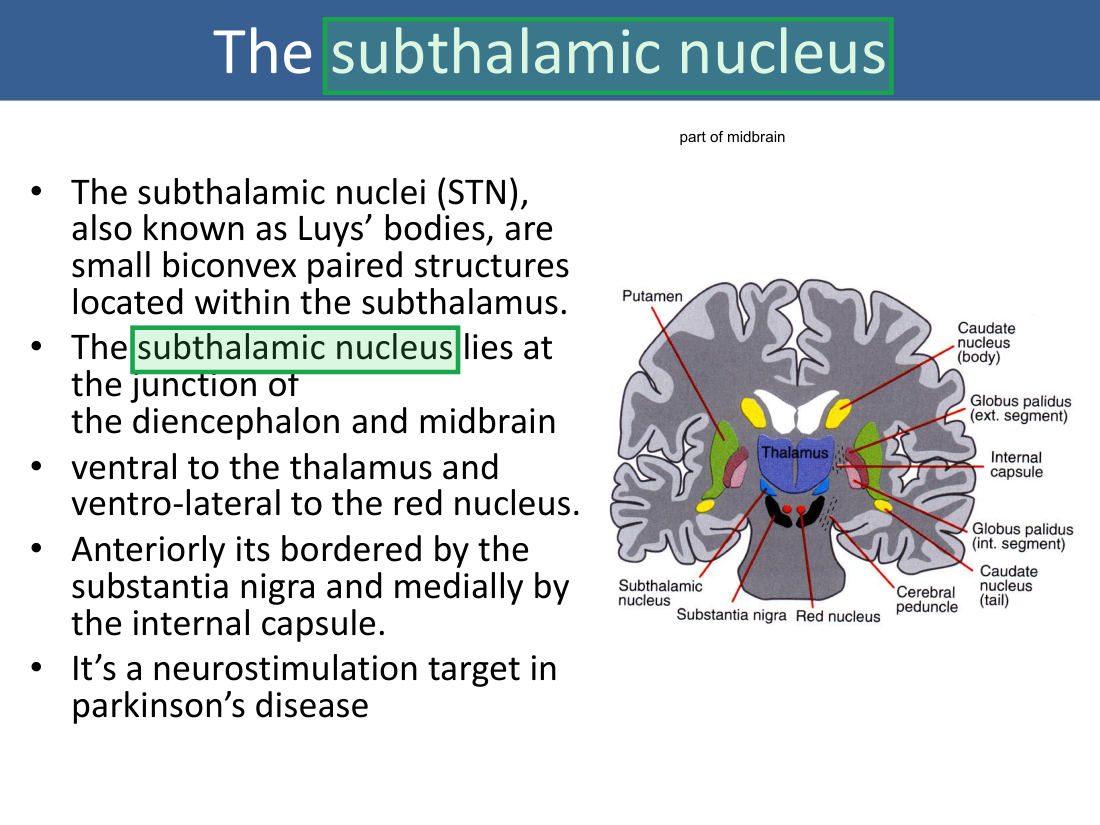 The subthalamic nucleus
part of midbrain
• The subthalamic nuclei (STN),
also known as Luys’ bodies, are
small biconvex paired structures
located within the subthalamus.
• The subthalamic nucleus lies at
the junction of
the diencephalon and midbrain
• ventral to the thalamus and
ventro-lateral to the red nucleus.
• Anteriorly its bordered by the
substantia nigra and medially by
the internal capsule.
• It’s a neurostimulation target in
parkinson’s disease
Putamen
Caudate
nucleus
(body)
Globus palidus
(ext. segment)
Thalamus
Internal
capsule
Globus palidus
(int. segment)
Caudate
nucleus
(tail)
Subthalamic
nucleus
Substantia nigra
Red nucleus
Cerebral
peduncle